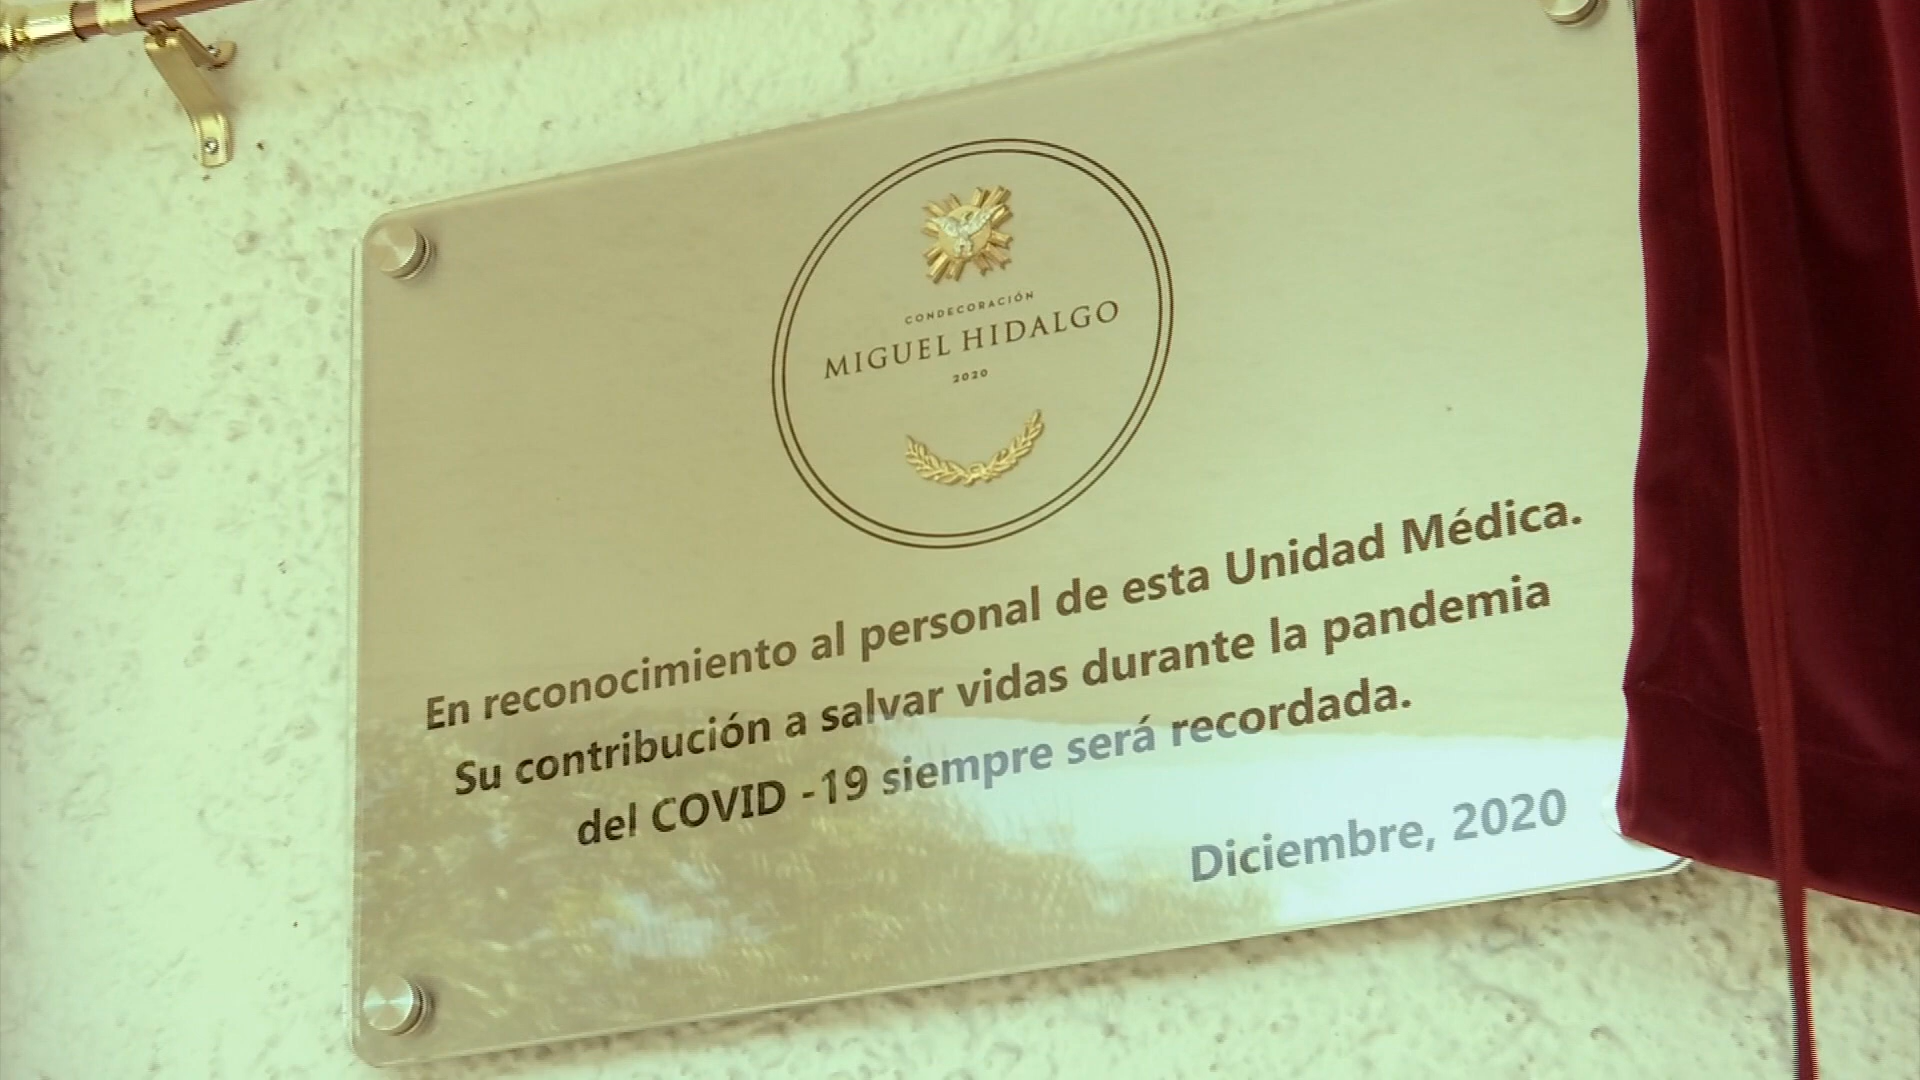 CONDECORACIÓN
MIGUEL HIDALGO
2020
En reconocimiento al personal de esta Unidad Médica.
Su contribución a salvar vidas durante la pandemia
del COVID -19 siempre será recordada.
Diciembre, 2020